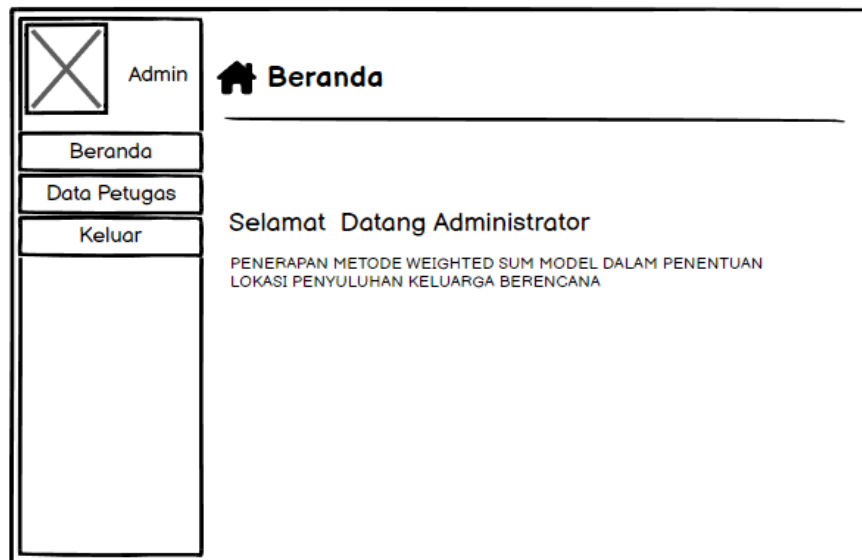 Admin
Beranda
Data Petugas
Keluar
Beranda
Selamat Datang Administrator
PENERAPAN METODE WEIGHTED SUM MODEL DALAM PENENTUAN
LOKASI PENYULUHAN KELUARGA BERENCANA